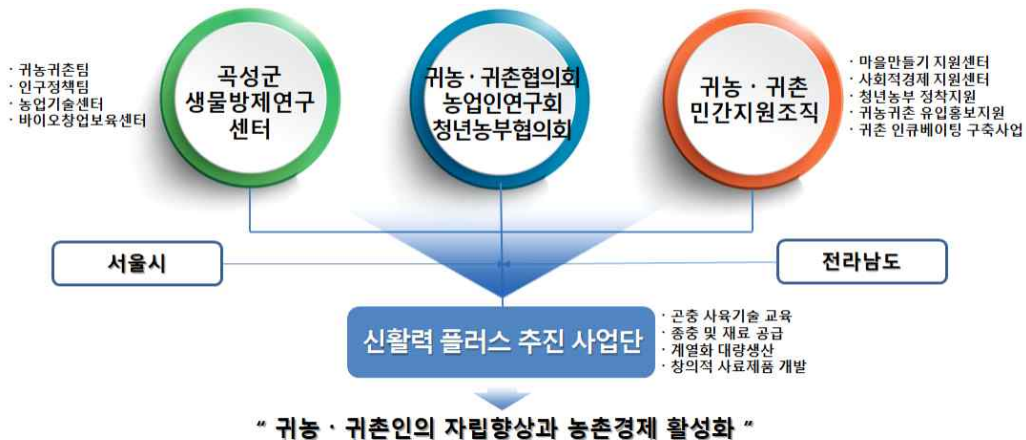 · 귀농귀촌팀
· 인구정책팀
· 농업기술센터
· 바이오창업보육센터
곡성군
생물방제연구
센터
귀농 · 귀촌협의회
농업인연구회
청년농부협의회
귀농 · 귀촌
민간지원조직
· 마을만들기 지원센터
· 사회적경제 지원센터
· 청년농부 정착지원
· 귀농귀촌 유입홍보지원
· 귀촌 인큐베이팅 구축사업
서울시
전라남도
신활력 플러스 추진 사업단
· 곤충 사육기술 교육
· 종충 및 재료 공급
· 계열화 대량생산
· 창의적 사료제품 개발
“ 귀농 · 귀촌인의 자립향상과 농촌경제 활성화 ”